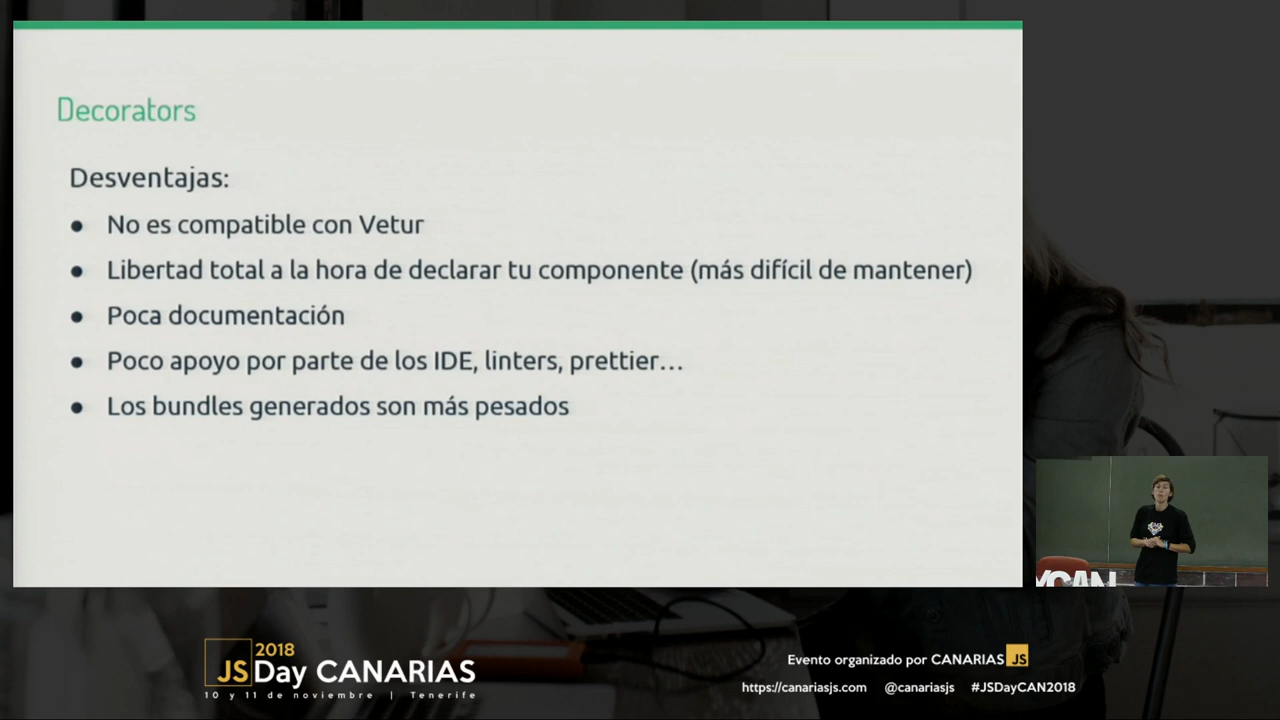 Decorators
Desventajas:
● No es compatible con Vetur
● Libertad total a la hora de declarar tu componente (más difícil de mantener)
● Poca documentación
● Poco apoyo por parte de los IDE, linters, prettier…
● Los bundles generados son más pesados
YCAN
2018
JSDay CANARIAS
10 y 11 de noviembre | Tenerife
Evento organizado por CANARIAS JS
https://canariasjs.com @canariasjs #JSDayCAN2018